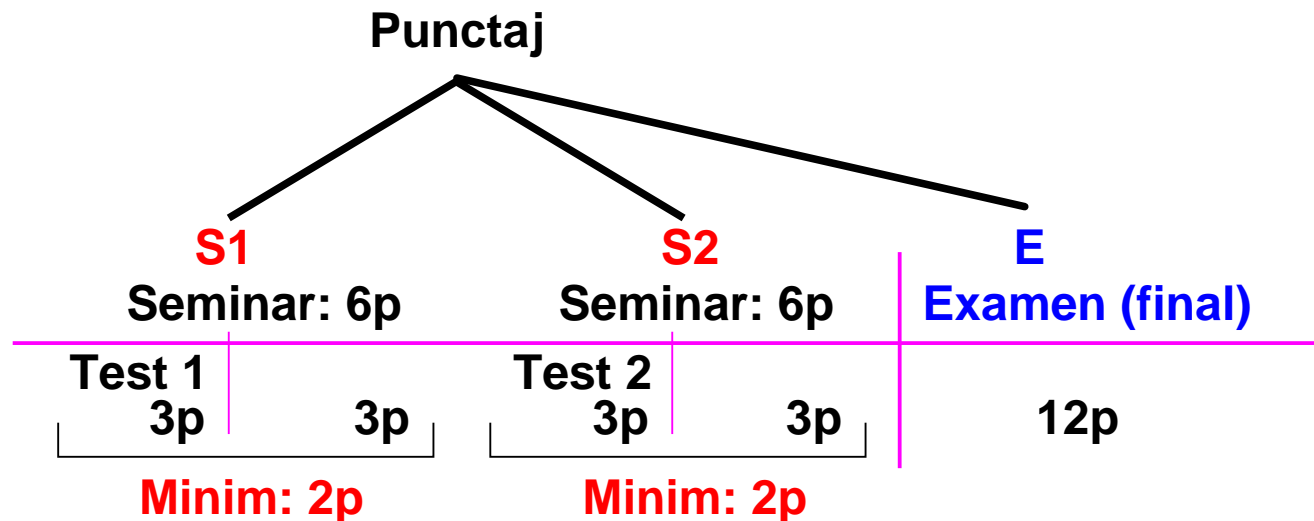 Punctaj
S1 S2 E
Seminar: 6p Seminar: 6p Examen (final)
Test 1 Test 2
3p 3p 3p 3p 12p
Minim: 2p Minim: 2p